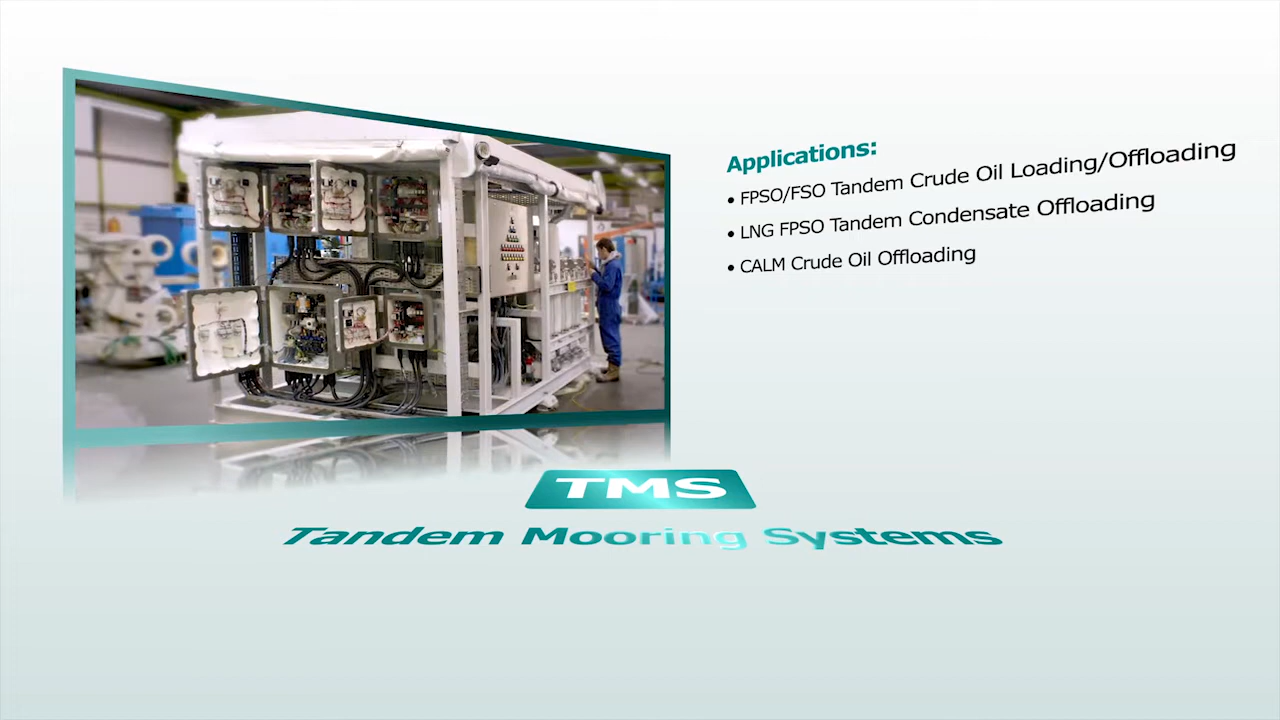 Applications:
• FPSO/FSO Tandem Crude Oil Loading/Offloading
• LNG FPSO Tandem Condensate Offloading
• CALM Crude Oil Offloading
TMS
Tandem Mooring Systems